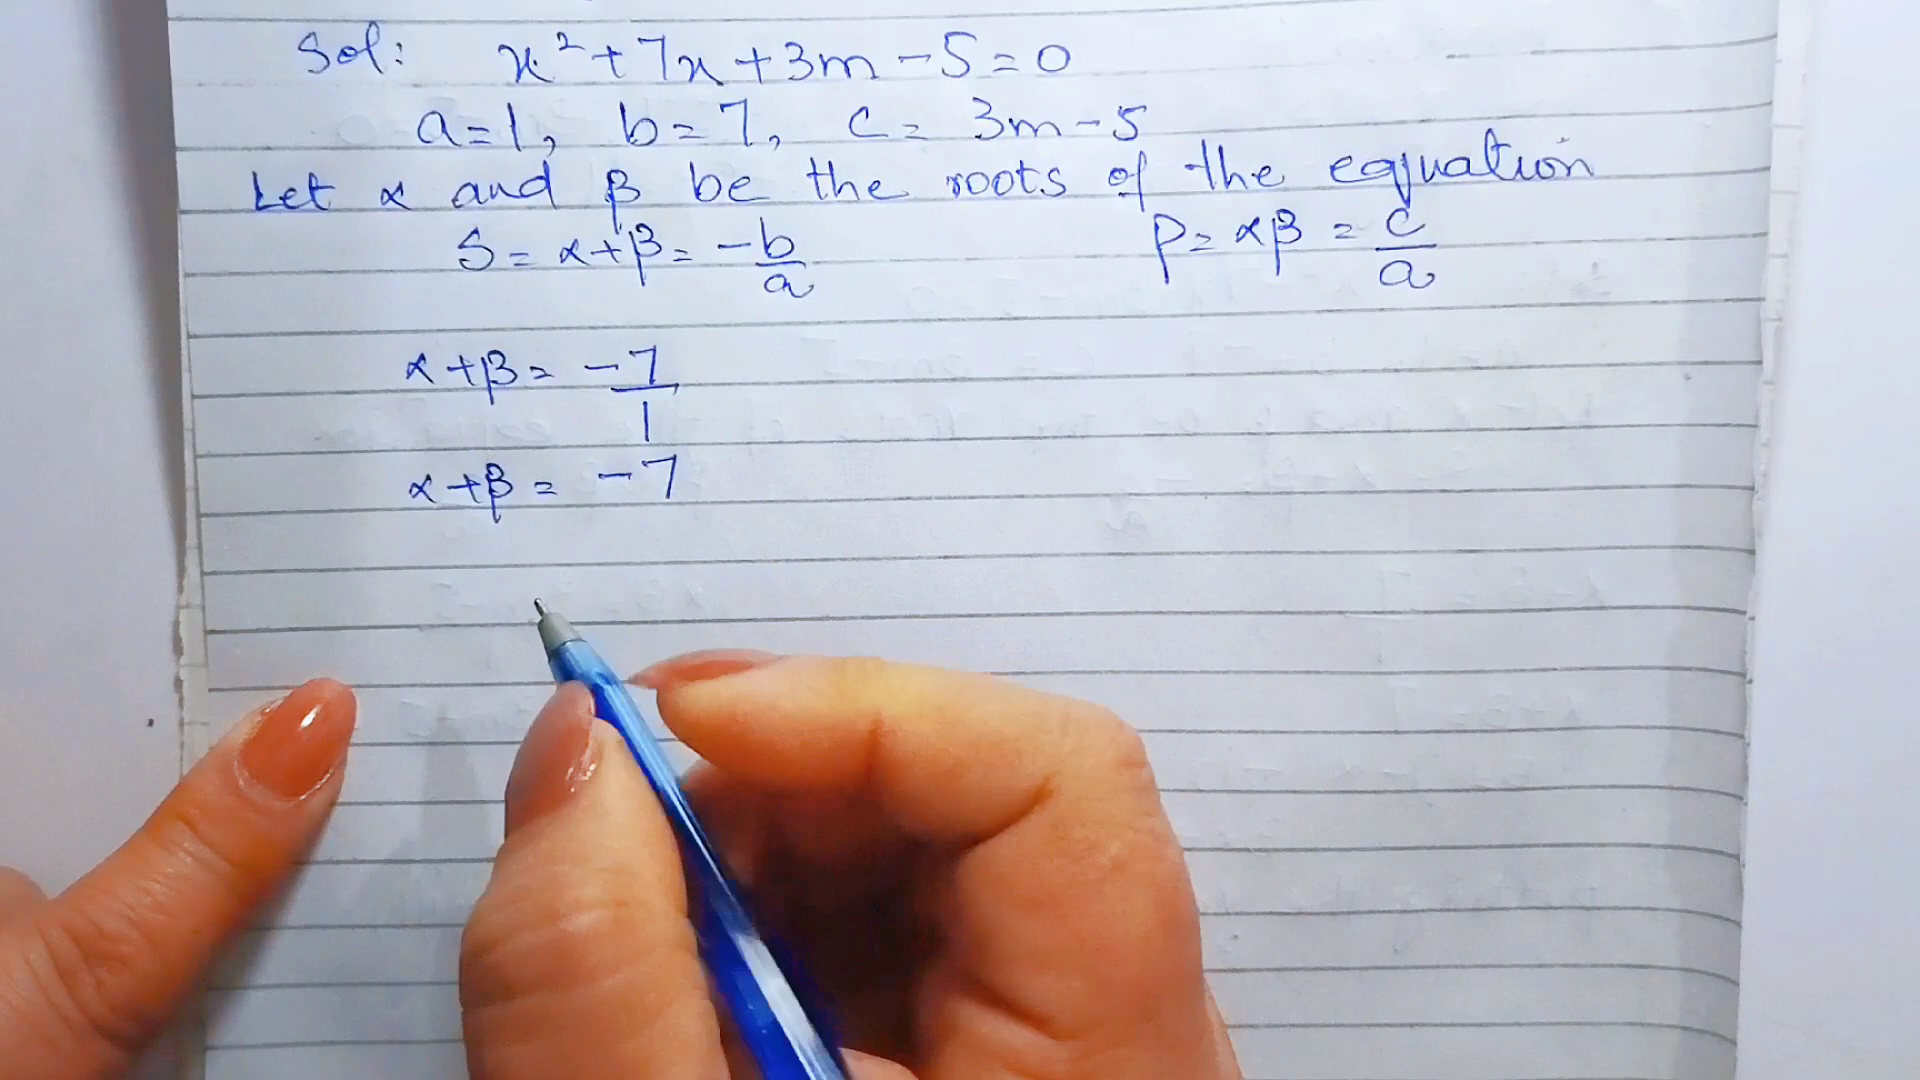 Sol: x² + 7x + 3m - 5 = 0
a = 1, b = 7, c = 3m - 5
Let α and β be the roots of the equation
S = α + β = -b/a P = αβ = c/a
α + β = -7/1
α + β = -7